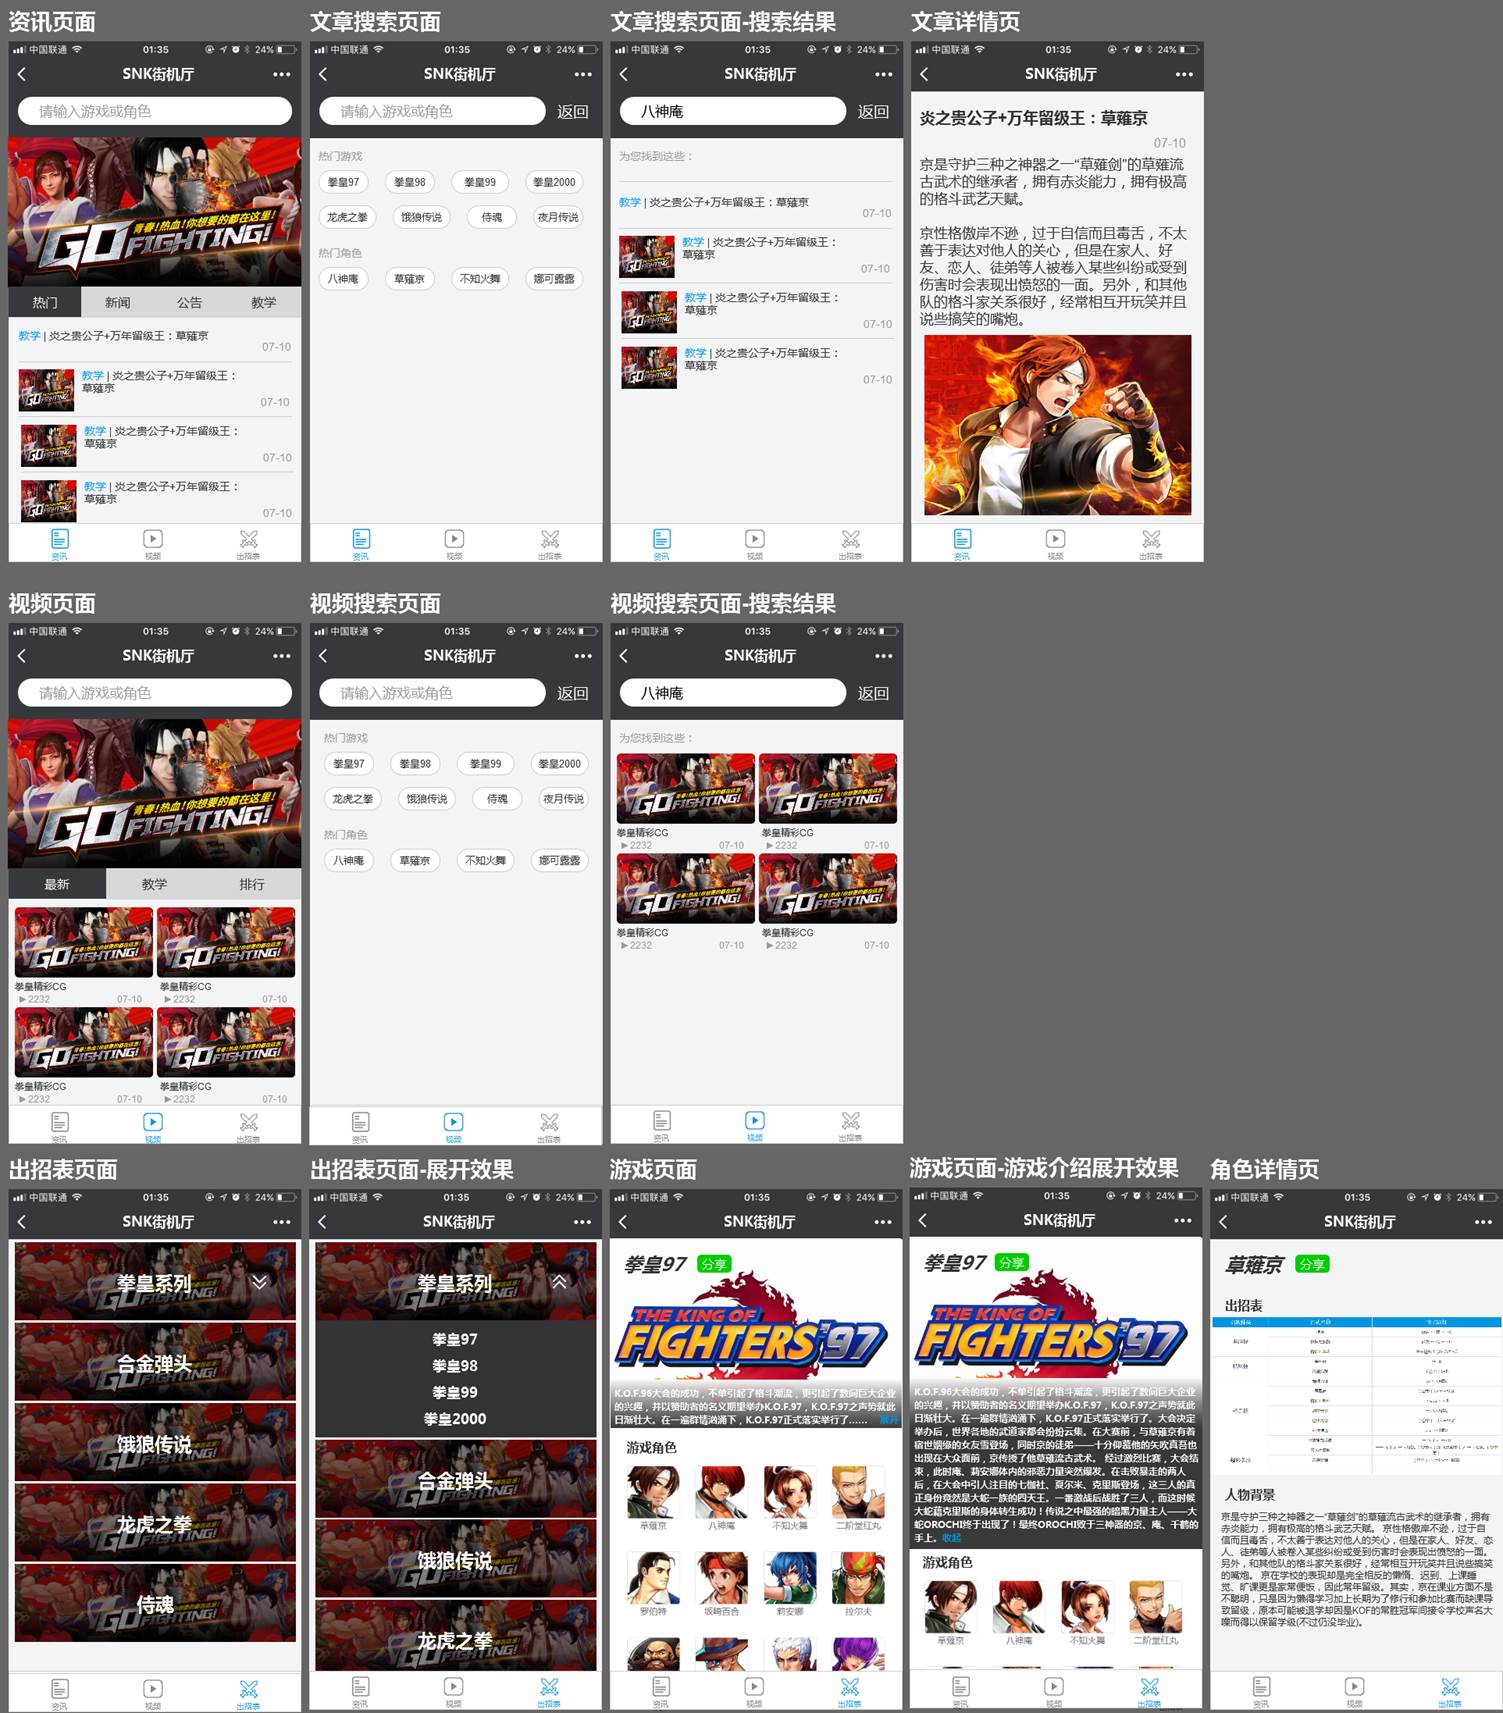 资讯页面
中国联通 01:35 24%
SNK街机厅
请输入游戏或角色
青春!热血!你想要的都在这里!
GO FIGHTING!
热门 新闻 公告 教学
教学 | 炎之贵公子+万年留级王：草薙京
07-10
教学 | 炎之贵公子+万年留级王：
草薙京
07-10
教学 | 炎之贵公子+万年留级王：
草薙京
07-10
教学 | 炎之贵公子+万年留级王：
草薙京
07-10
资讯 视频 出招表
文章搜索页面
中国联通 01:35 24%
SNK街机厅
请输入游戏或角色 返回
热门游戏
拳皇97 拳皇98 拳皇99 拳皇2000
龙虎之拳 饿狼传说 侍魂 夜月传说
热门角色
八神庵 草薙京 不知火舞 娜可露露
资讯 视频 出招表
文章搜索页面-搜索结果
中国联通 01:35 24%
SNK街机厅
八神庵 返回
为您找到这些：
教学 | 炎之贵公子+万年留级王：草薙京
07-10
教学 | 炎之贵公子+万年留级王：
草薙京
07-10
教学 | 炎之贵公子+万年留级王：
草薙京
07-10
教学 | 炎之贵公子+万年留级王：
草薙京
07-10
资讯 视频 出招表
文章详情页
中国联通 01:35 24%
SNK街机厅
炎之贵公子+万年留级王：草薙京
07-10
京是守护三种之神器之一“草薙剑”的草薙流
古武术的继承者，拥有赤炎能力，拥有极高
的格斗武艺天赋。
京性格傲岸不逊，过于自信而且毒舌，不太
善于表达对他人的关心，但是在家人、好
友、恋人、徒弟等人被卷入某些纠纷或受到
伤害时会表现出愤怒的一面。另外，和其他
队的格斗家关系很好，经常相互开玩笑并且
说些搞笑的嘴炮。
资讯 视频 出招表
视频页面
中国联通 01:35 24%
SNK街机厅
请输入游戏或角色
青春!热血!你想要的都在这里!
GO FIGHTING!
最新 教学 排行
拳皇精彩CG
2232 07-10 2232 07-10
拳皇精彩CG
2232 07-10 2232 07-10
资讯 视频 出招表
视频搜索页面
中国联通 01:35 24%
SNK街机厅
请输入游戏或角色 返回
热门游戏
拳皇97 拳皇98 拳皇99 拳皇2000
龙虎之拳 饿狼传说 侍魂 夜月传说
热门角色
八神庵 草薙京 不知火舞 娜可露露
资讯 视频 出招表
视频搜索页面-搜索结果
中国联通 01:35 24%
SNK街机厅
八神庵 返回
为您找到这些：
拳皇精彩CG 拳皇精彩CG
2232 07-10 2232 07-10
拳皇精彩CG 拳皇精彩CG
2232 07-10 2232 07-10
资讯 视频 出招表
出招表页面
中国联通 01:35 24%
SNK街机厅
拳皇系列
合金弹头
饿狼传说
龙虎之拳
侍魂
资讯 视频 出招表
出招表页面-展开效果
中国联通 01:35 24%
SNK街机厅
拳皇系列
拳皇97
拳皇98
拳皇99
拳皇2000
合金弹头
饿狼传说
龙虎之拳
资讯 视频 出招表
游戏页面
中国联通 01:35 24%
SNK街机厅
拳皇97 分享
THE KING OF
FIGHTERS'97
K.O.F.96大会的成功，不单引起了格斗潮流，更引起了数间巨大企业
的兴趣，并以赞助者的名义期望举办K.O.F.97，K.O.F.97之声势就此
日渐壮大。在一遍群情汹涌下，K.O.F.97正式落实举行了...... 展开
游戏角色
草薙京 八神庵 不知火舞 二阶堂红丸
罗伯特 坂崎百合 莉安娜 拉尔夫
资讯 视频 出招表
游戏页面-游戏介绍展开效果
中国联通 01:35 24%
SNK街机厅
拳皇97 分享
THE KING OF
FIGHTERS'97
K.O.F.96大会的成功，不单引起了格斗潮流，更引起了数间巨大企业
的兴趣，并以赞助者的名义期望举办K.O.F.97，K.O.F.97之声势就此
日渐壮大。在一遍群情汹涌下，K.O.F.97正式落实举行了。大会决定
举办后，世界各地的武道家都会纷纷云集。在大赛前，与草薙京有着
宿世姻缘的女友雪登场，同时京的徒弟——十分仰慕他的矢吹真吾也
出现在大众面前，京传授了他草薙流古武术。 经过激烈比赛，大会结
束，此时庵、莉安娜体内的邪恶力量突然爆发。在击败暴走的两人
后，在大会中引人注目的七枷社、夏尔米、克里斯登场，这三人的真
正身份竟然是大蛇一族的四天王。一番激战后战胜了三人，而这时候
大蛇藉克里斯的身体转生成功！传说之中最强的暗黑力量主人——大
蛇OROCHI终于出现了！最终OROCHI败于三神器的京、庵、千鹤的
手上。收起
游戏角色
草薙京 八神庵 不知火舞 二阶堂红丸
资讯 视频 出招表
角色详情页
中国联通 01:35 24%
SNK街机厅
草薙京 分享
出招表
人物背景
京是守护三种之神器之一“草薙剑”的草薙流古武术的继承者，拥有
赤炎能力，拥有极高的格斗武艺天赋。 京性格傲岸不逊，过于自
信而且毒舌，不太善于表达对他人的关心，但是在家人、好友、恋
人、徒弟等人被卷入某些纠纷或受到伤害时会表现出愤怒的一面。
另外，和其他队的格斗家关系很好，经常相互开玩笑并且说些搞笑
的嘴炮。 京在学校的表现却是完全相反的懒惰、迟到、上课睡
觉、旷课更是家常便饭，因此常年留级。其实，京在课业方面不是
不聪明，只是因为懒得学习加上长期为了修行和参加比赛而缺课导
致留级，原本可能被退学却因是KOF的常胜冠军间接令学校声名大
噪而得以保留学级(不过仍没毕业)。
资讯 视频 出招表